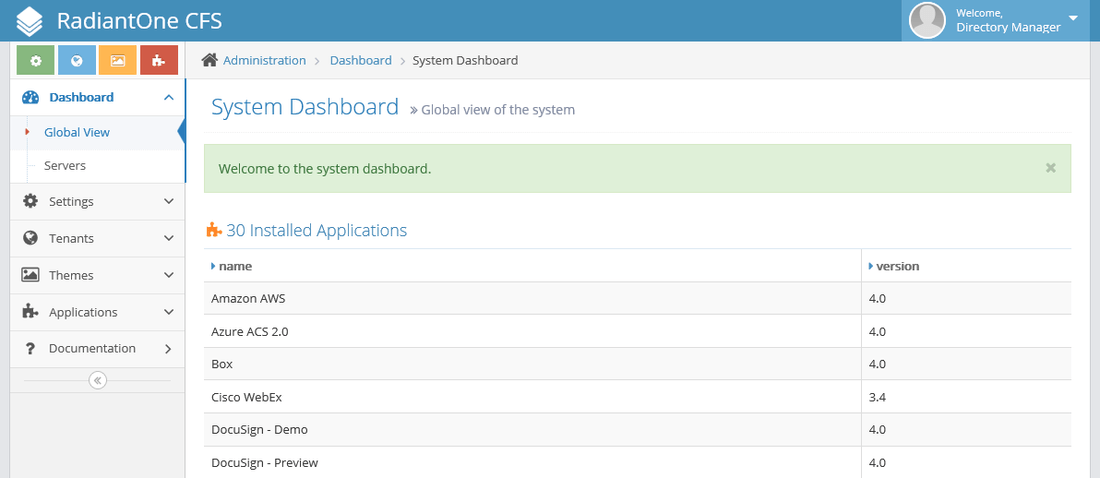 RadiantOne CFS
Welcome,
Directory Manager
Administration > Dashboard > System Dashboard
Dashboard
Global View
Servers
Settings
Tenants
Themes
Applications
? Documentation
System Dashboard » Global view of the system
Welcome to the system dashboard. ×
30 Installed Applications
name version
Amazon AWS 4.0
Azure ACS 2.0 4.0
Box 4.0
Cisco WebEx 3.4
DocuSign - Demo 4.0
DocuSign - Preview 4.0